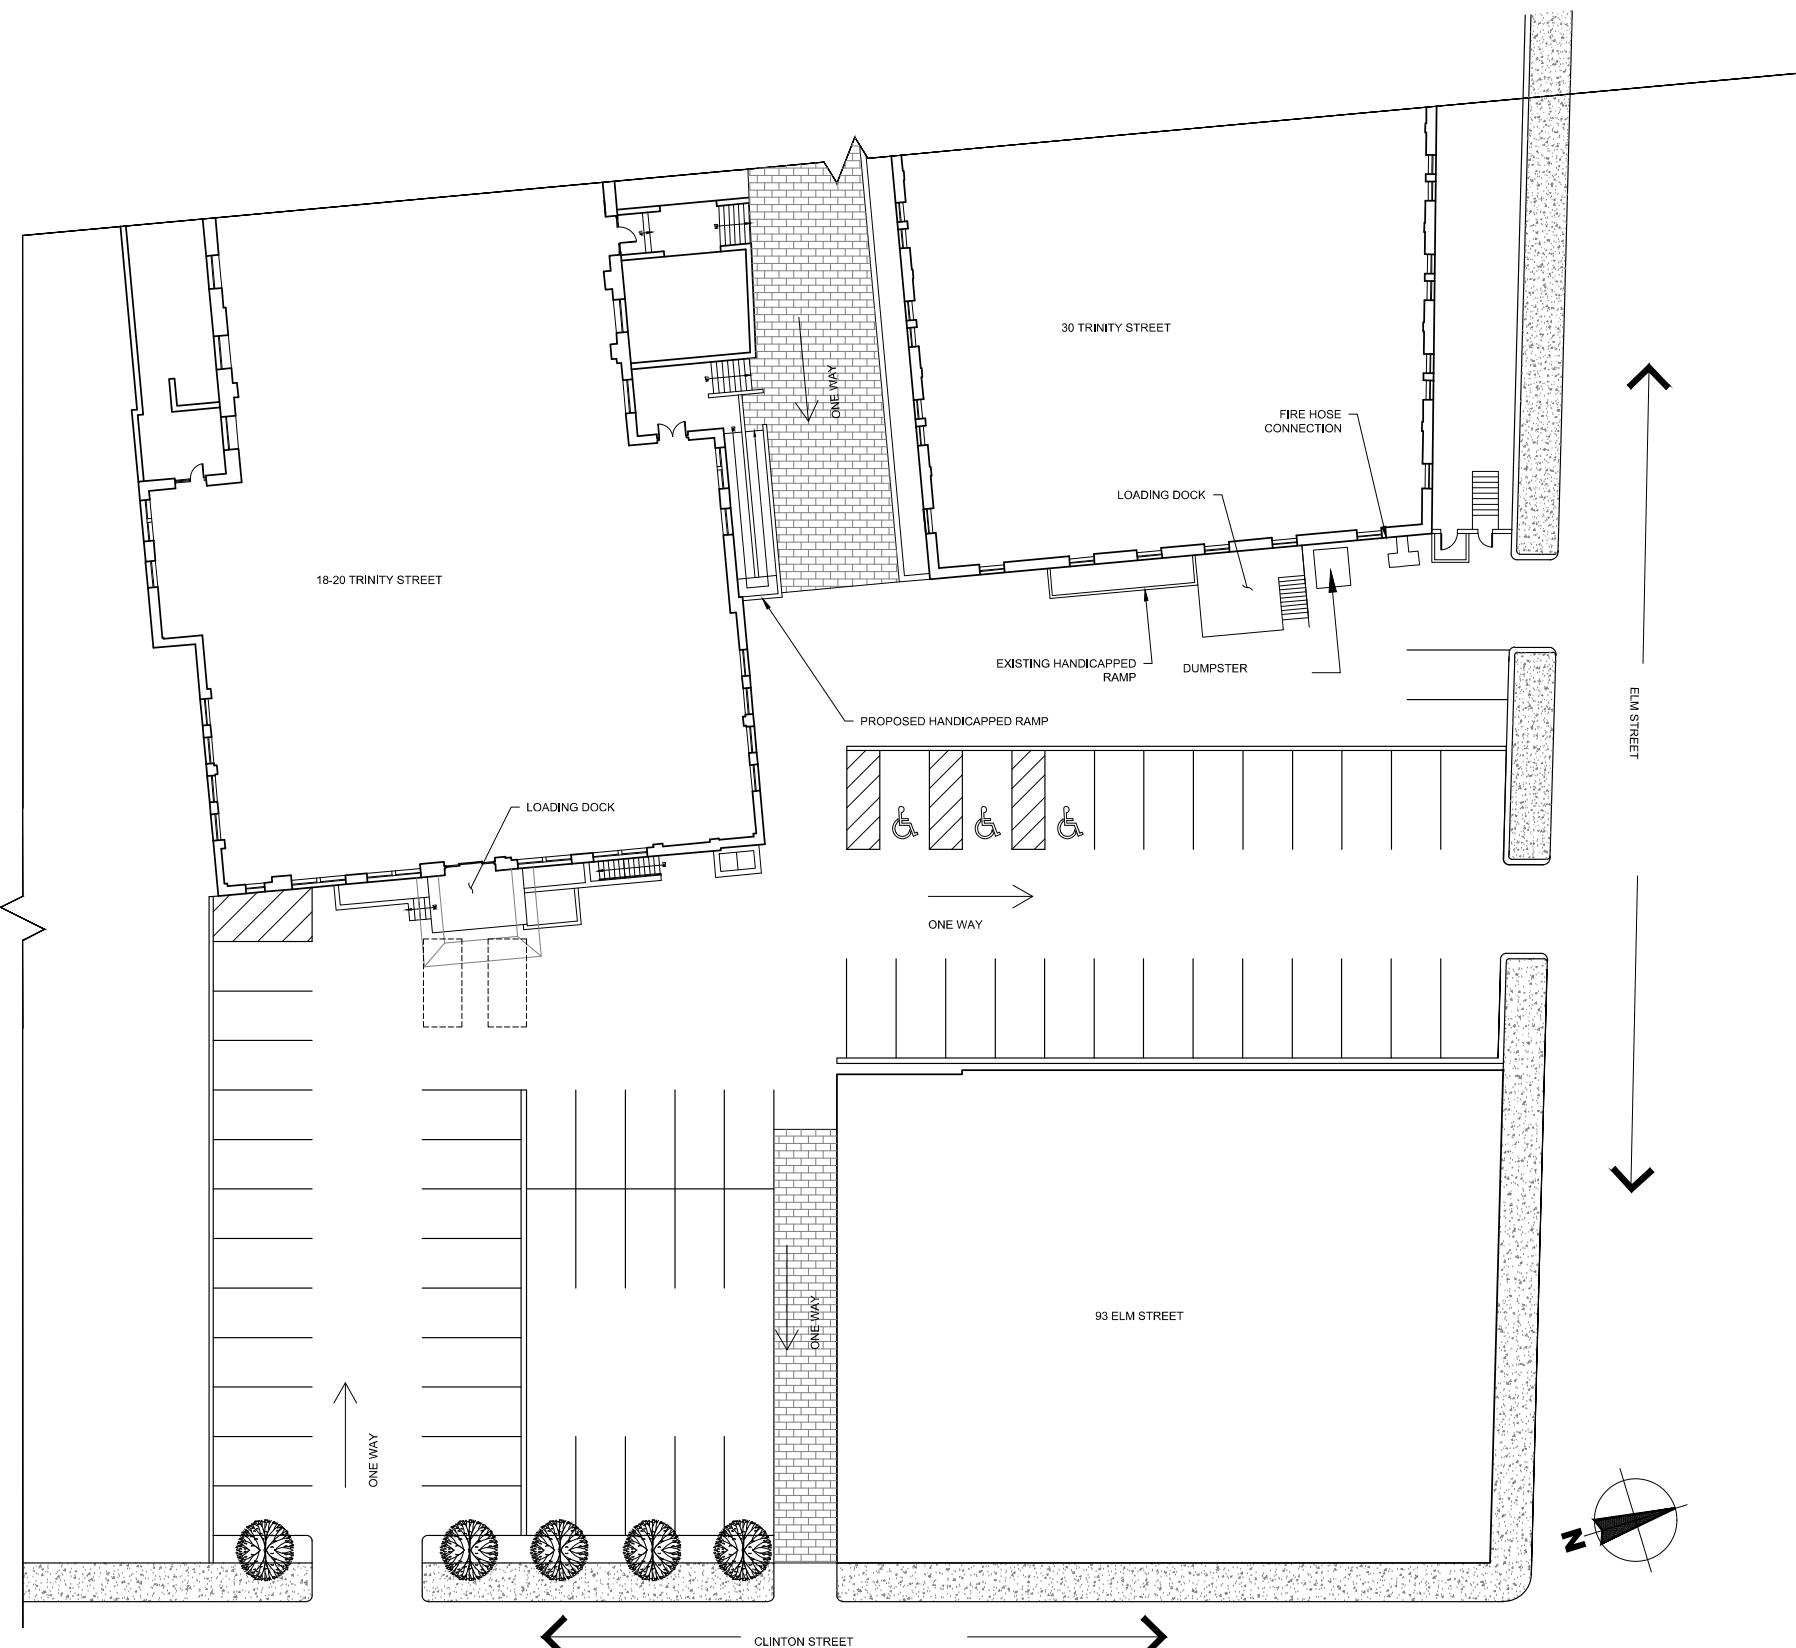 30 TRINITY STREET
ONE WAY
FIRE HOSE
CONNECTION
LOADING DOCK
18-20 TRINITY STREET
EXISTING HANDICAPPED
RAMP
DUMPSTER
ELM STREET
PROPOSED HANDICAPPED RAMP
LOADING DOCK
ONE WAY
93 ELM STREET
ONE WAY
ONE WAY
N
CLINTON STREET